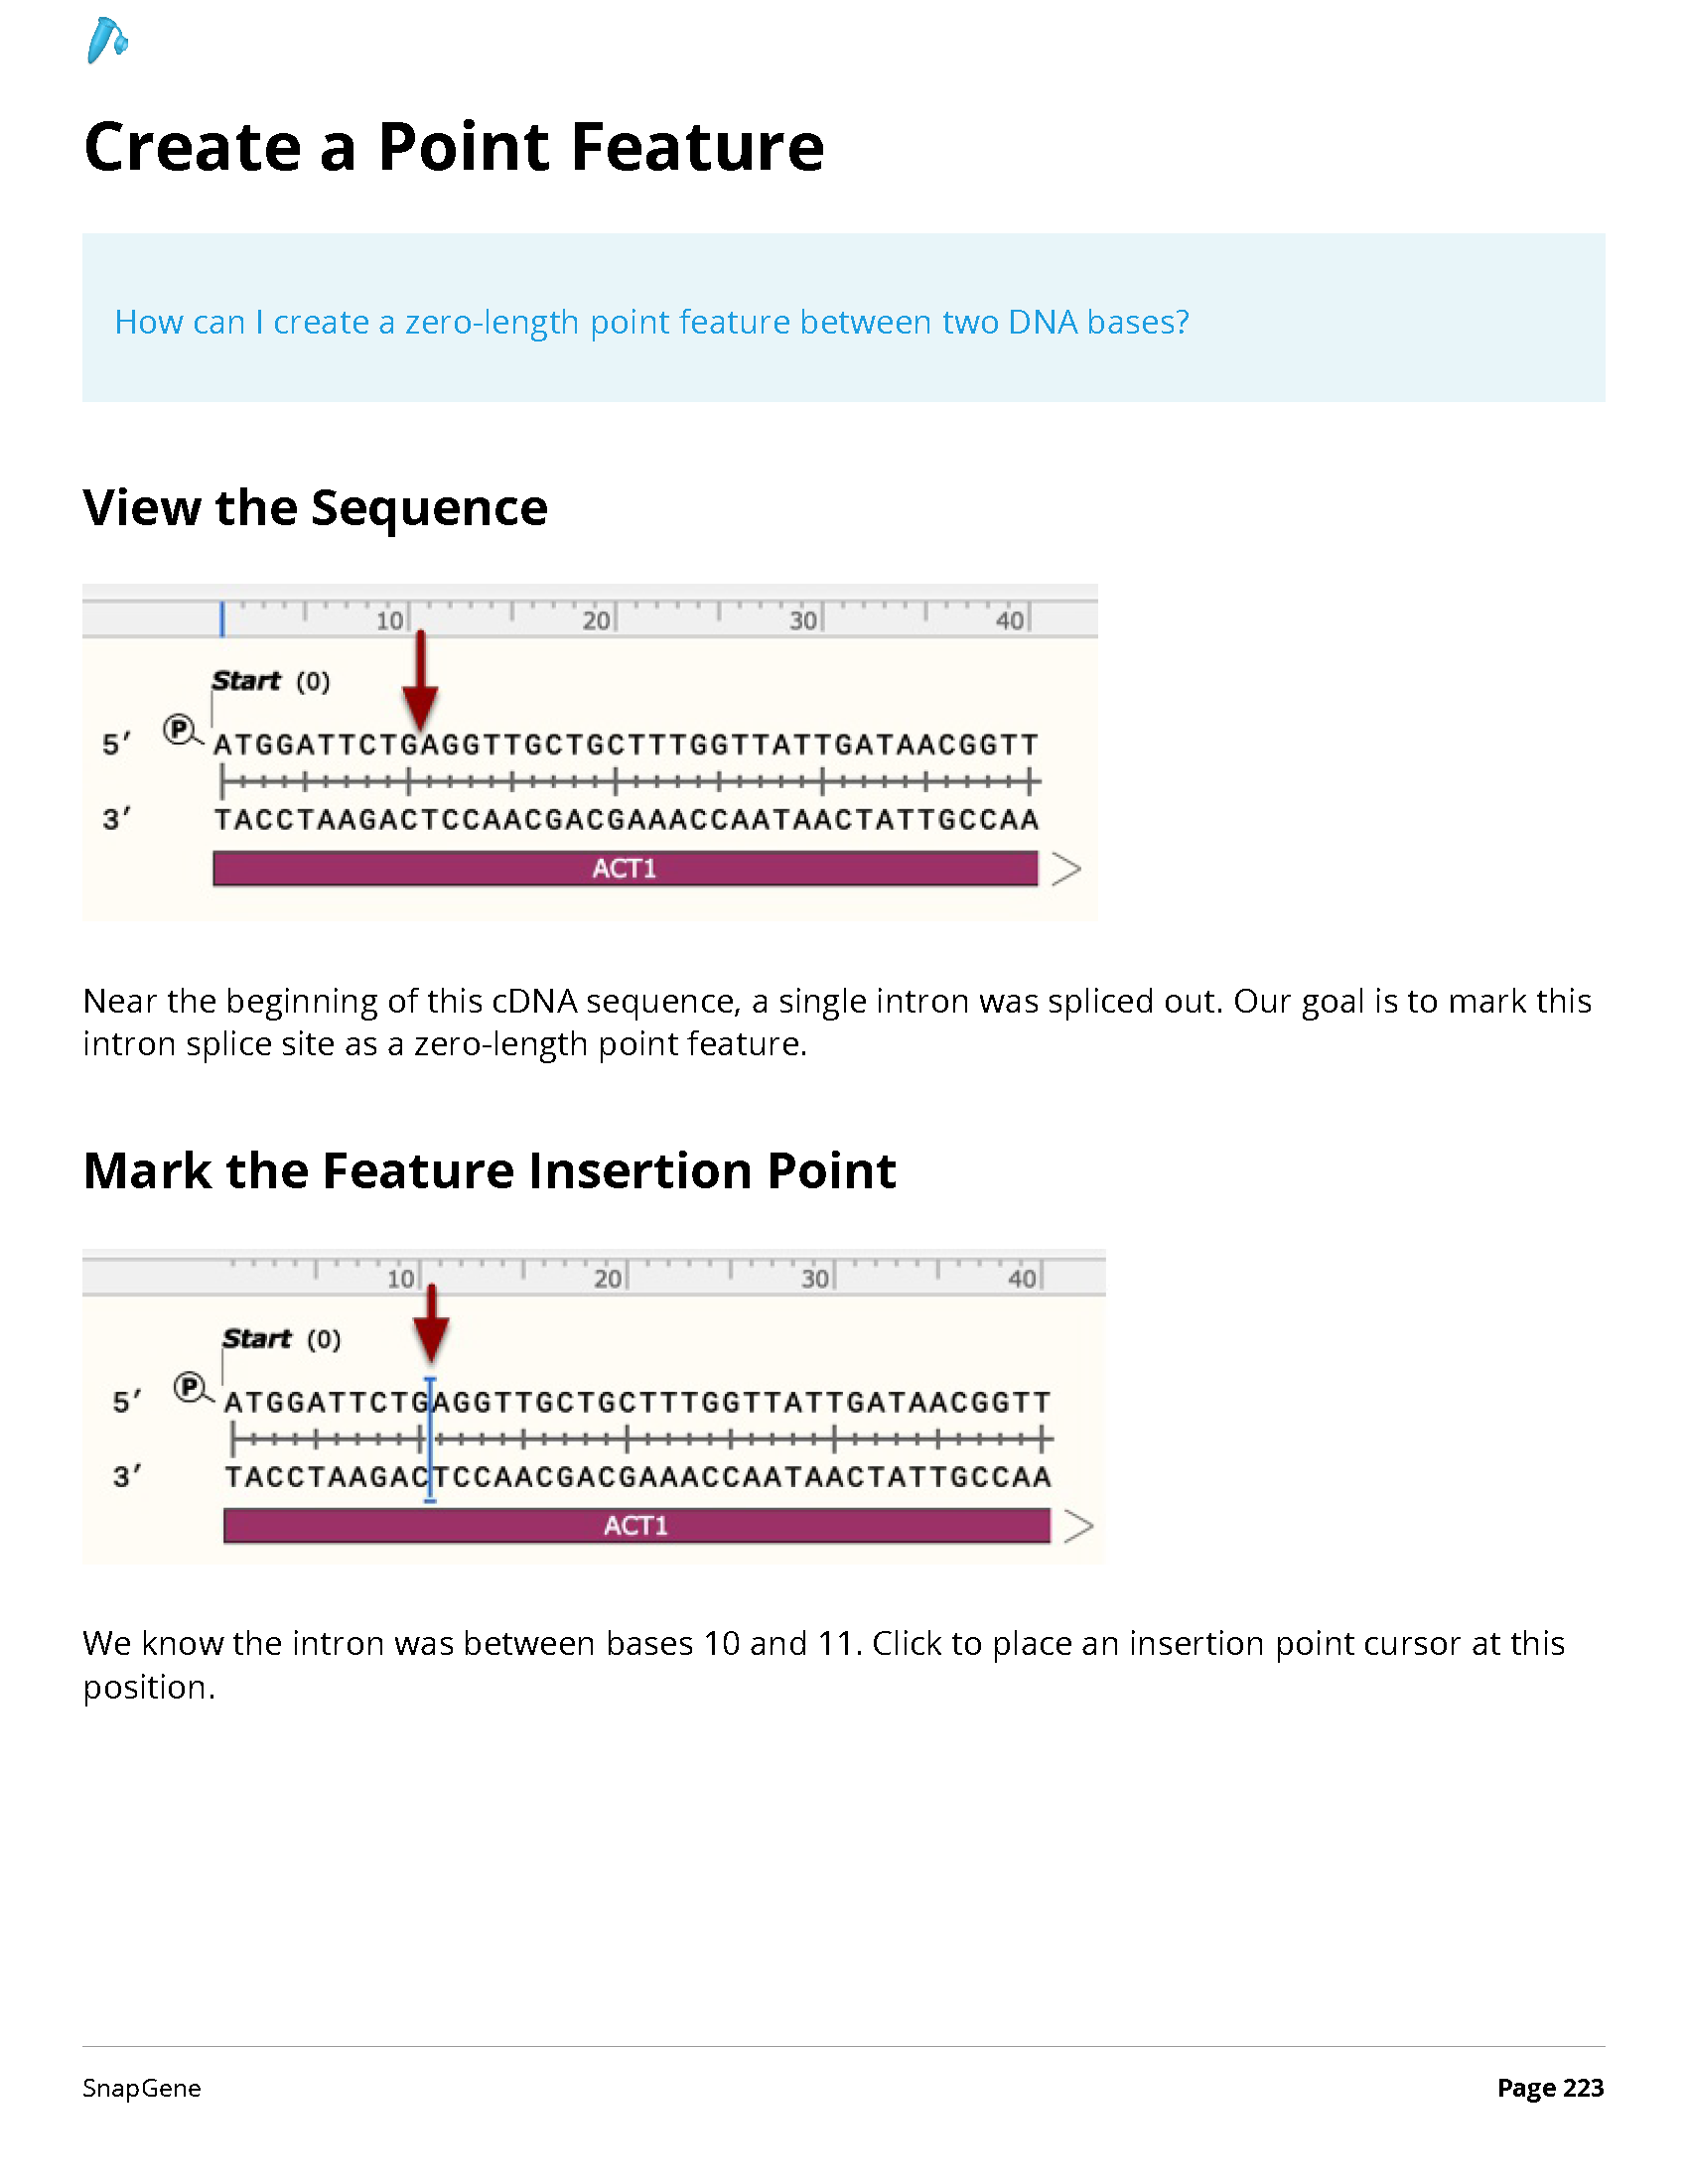 Create a Point Feature
How can I create a zero-length point feature between two DNA bases?
View the Sequence
10 20 30 40
Start (0)
5′ P ATGGATTCTGAGGTTGCTGCTTTGGTTATTGATAACGGTT
3′ TACCTAAGACTCCAACGACGAAACCAATAACTATTGCCAA
ACT1
Near the beginning of this cDNA sequence, a single intron was spliced out. Our goal is to mark this
intron splice site as a zero-length point feature.
Mark the Feature Insertion Point
10 20 30 40
Start (0)
5′ P ATGGATTCTGAGGTTGCTGCTTTGGTTATTGATAACGGTT
3′ TACCTAAGACTCCAACGACGAAACCAATAACTATTGCCAA
ACT1
We know the intron was between bases 10 and 11. Click to place an insertion point cursor at this
position.
SnapGene Page 223